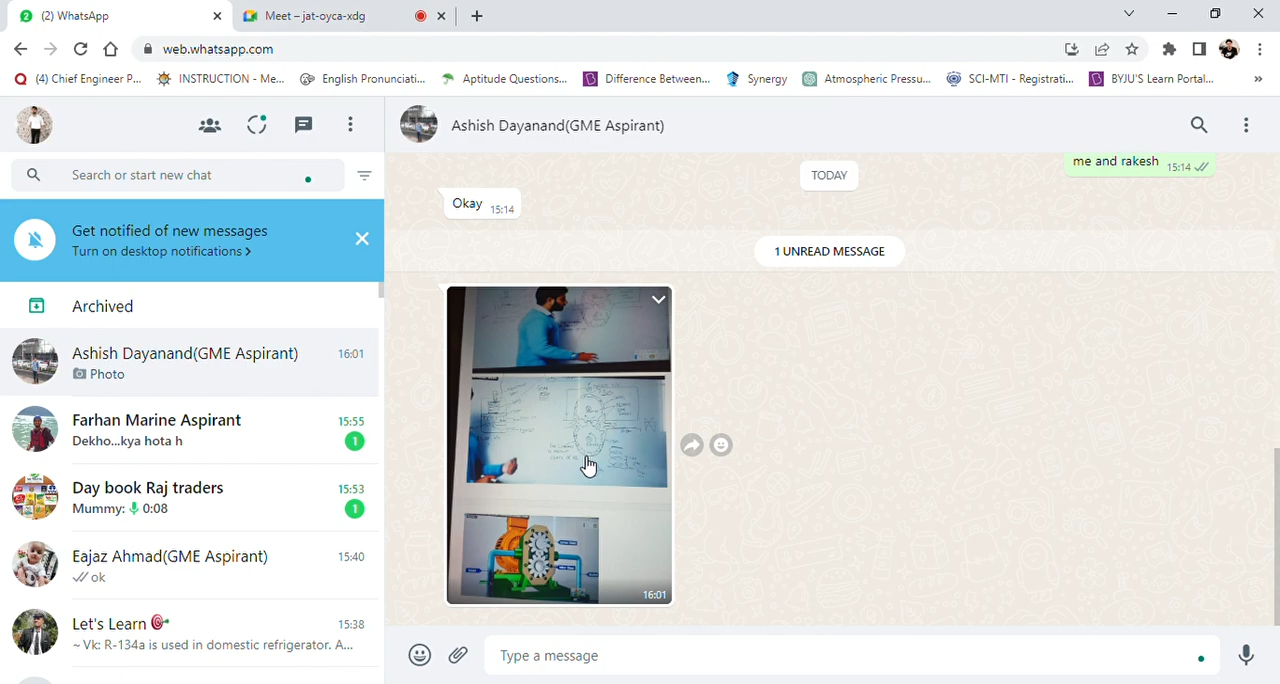 (2) WhatsApp
Meet – jat-oyca-xdg
web.whatsapp.com
(4) Chief Engineer P...
INSTRUCTION - Me...
English Pronunciati...
Aptitude Questions...
Difference Between...
Synergy
Atmospheric Pressu...
SCI-MTI - Registrati...
BYJU'S Learn Portal...
»
Search or start new chat
Get notified of new messages
Turn on desktop notifications >
Archived
Ashish Dayanand(GME Aspirant) 16:01
Photo
Farhan Marine Aspirant 15:55
Dekho...kya hota h 1
Day book Raj traders 15:53
Mummy: 0:08 1
Eajaz Ahmad(GME Aspirant) 15:40
ok
Let's Learn 15:38
~ Vk: R-134a is used in domestic refrigerator. A...
Ashish Dayanand(GME Aspirant)
me and rakesh 15:14
TODAY
Okay 15:14
1 UNREAD MESSAGE
16:01
Type a message